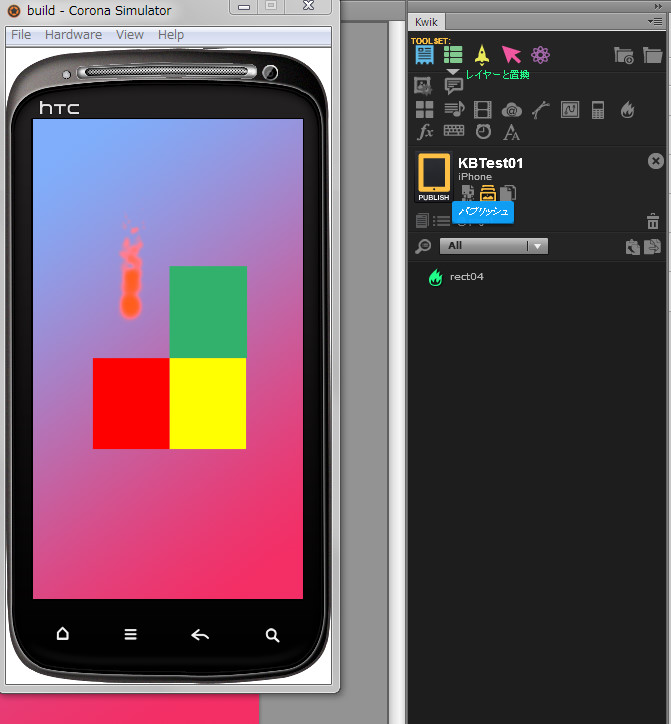 build - Corona Simulator
File Hardware View Help
hTC
Kwik
TOOLSET:
レイヤーと置換
fx
KBTest01
iPhone
PUBLISH
パブリッシュ
All
rect04